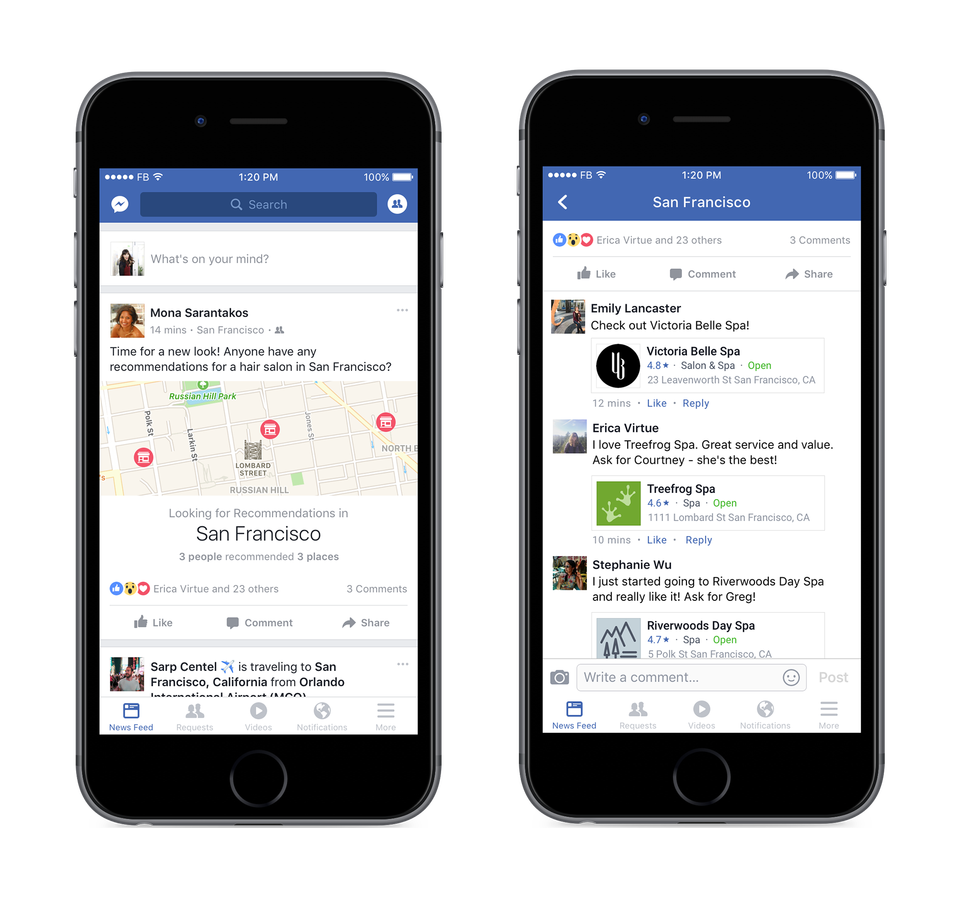 FB
1:20 PM
100%
Search
What's on your mind?
Mona Sarantakos
14 mins · San Francisco ·
Time for a new look! Anyone have any
recommendations for a hair salon in San Francisco?
Russian Hill Park
Polk St
Larkin St
Jones St
NORTH B
LOMBARD
STREET
RUSSIAN HILL
Looking for Recommendations in
San Francisco
3 people recommended 3 places
Erica Virtue and 23 others
3 Comments
Like
Comment
Share
Sarp Centel ✈️ is traveling to San
Francisco, California from Orlando
International Airport (MCO)
News Feed
Requests
Videos
Notifications
More
FB
1:20 PM
100%
San Francisco
Erica Virtue and 23 others
3 Comments
Like
Comment
Share
Emily Lancaster
Check out Victoria Belle Spa!
Victoria Belle Spa
4.8★ · Salon & Spa · Open
23 Leavenworth St San Francisco, CA
12 mins · Like · Reply
Erica Virtue
I love Treefrog Spa. Great service and value.
Ask for Courtney - she's the best!
Treefrog Spa
4.6★ · Spa · Open
1111 Lombard St San Francisco, CA
10 mins · Like · Reply
Stephanie Wu
I just started going to Riverwoods Day Spa
and really like it! Ask for Greg!
Riverwoods Day Spa
4.7★ · Spa · Open
5 Polk St San Francisco, CA
Write a comment...
Post
News Feed
Requests
Videos
Notifications
More